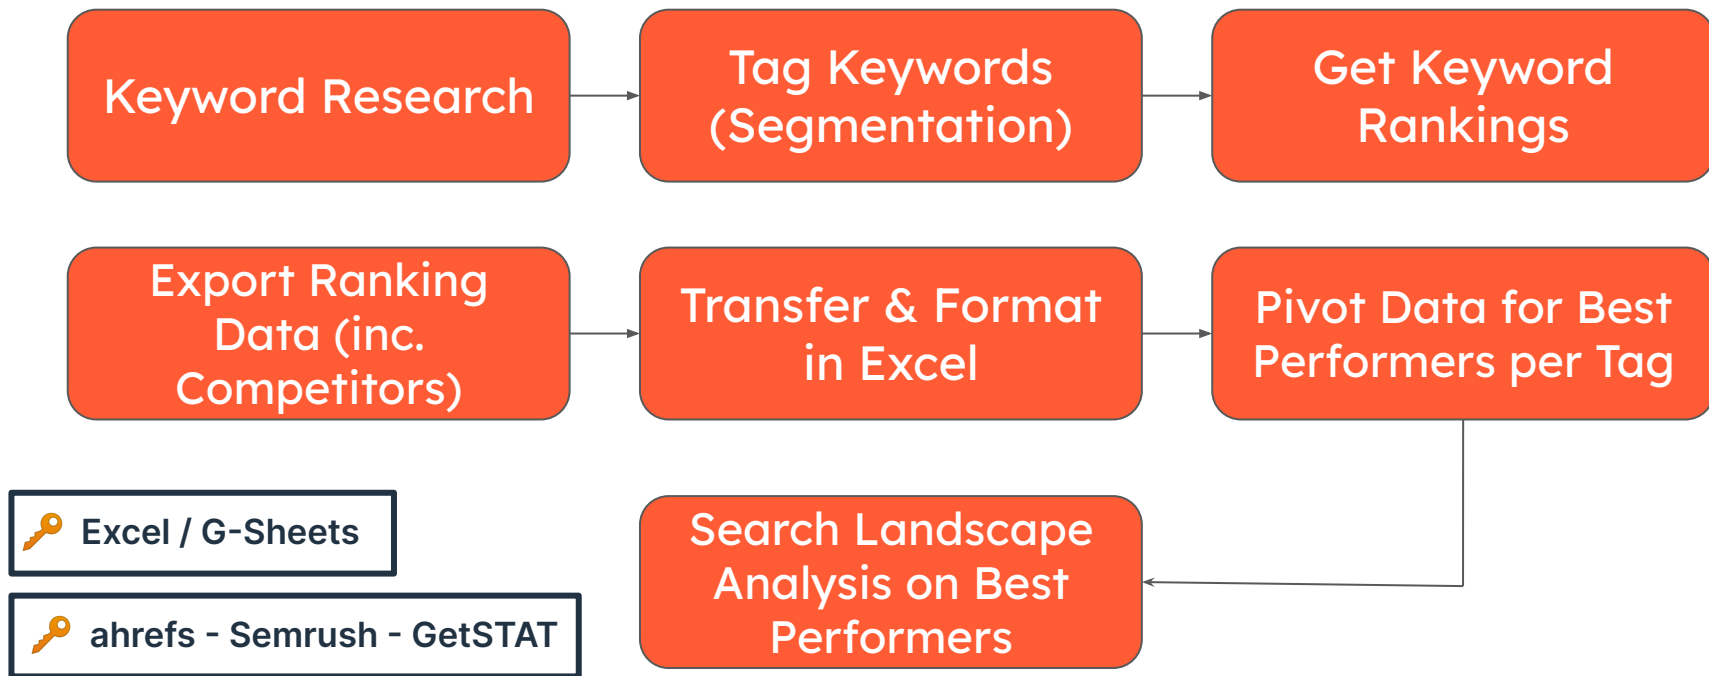 Keyword Research
Tag Keywords
(Segmentation)
Get Keyword
Rankings
Export Ranking
Data (inc.
Competitors)
Transfer & Format
in Excel
Pivot Data for Best
Performers per Tag
Search Landscape
Analysis on Best
Performers
Excel / G-Sheets
ahrefs - Semrush - GetSTAT